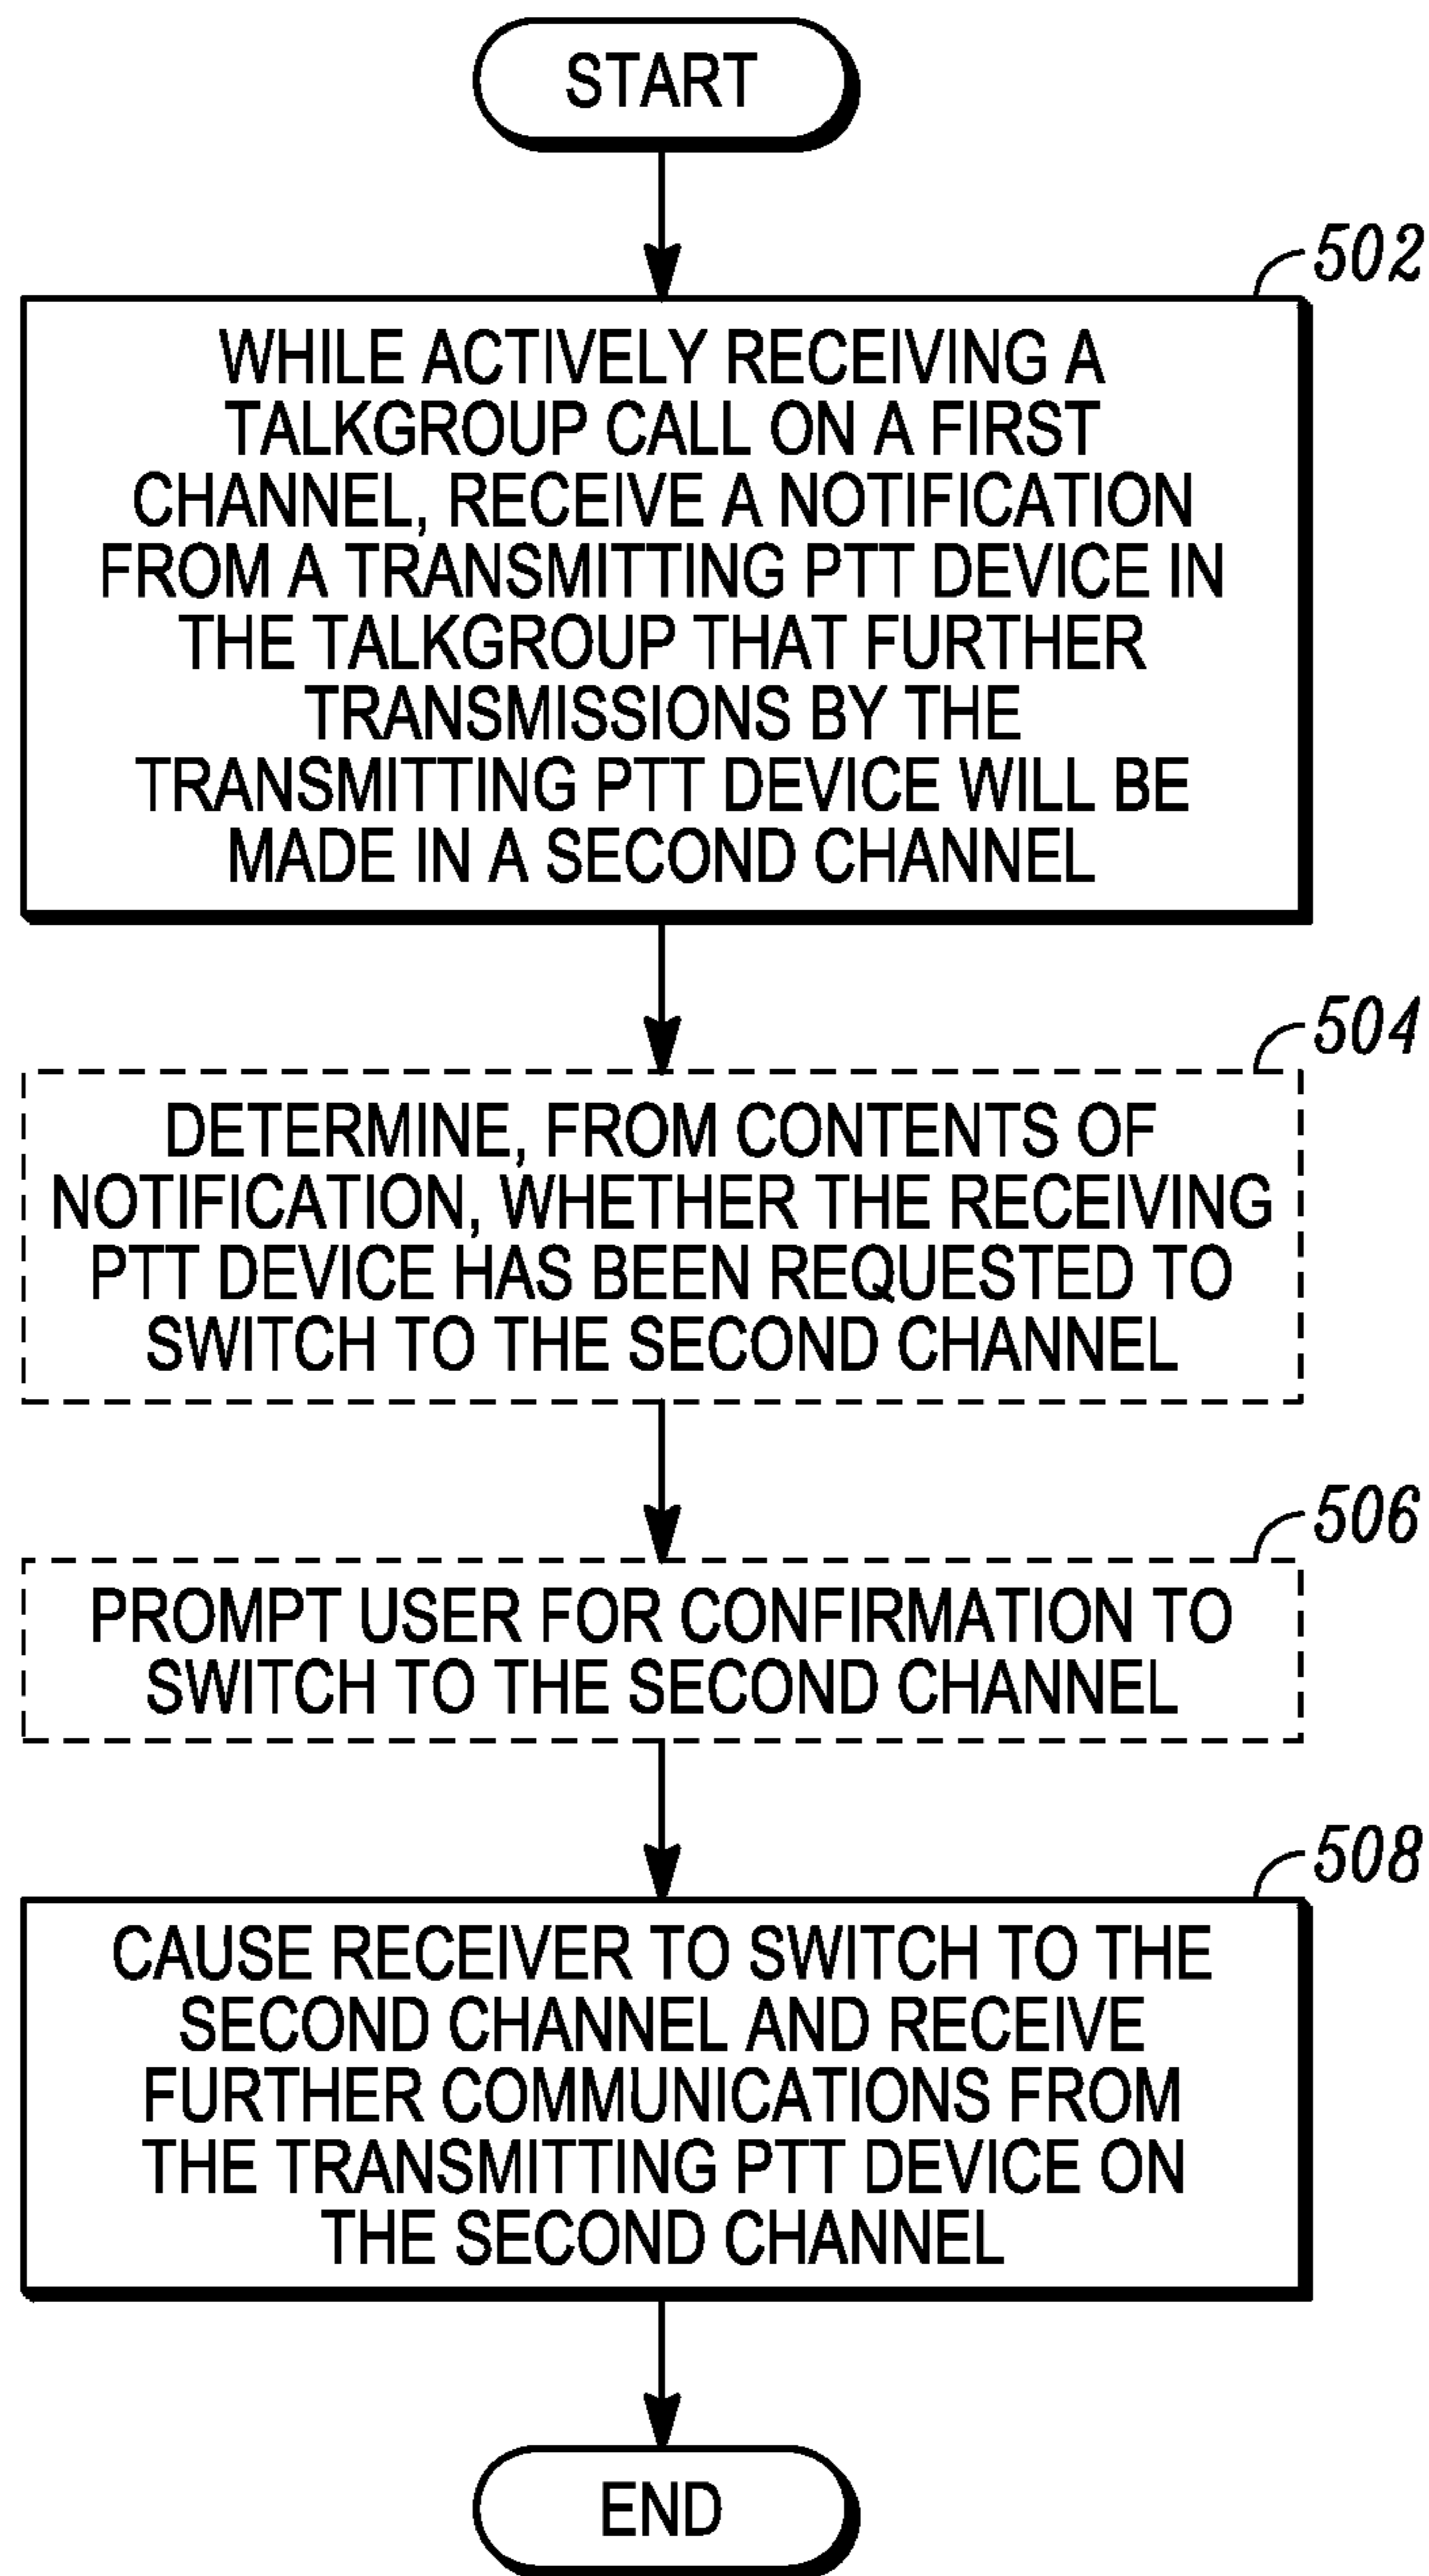 START
502
WHILE ACTIVELY RECEIVING A
TALKGROUP CALL ON A FIRST
CHANNEL, RECEIVE A NOTIFICATION
FROM A TRANSMITTING PTT DEVICE IN
THE TALKGROUP THAT FURTHER
TRANSMISSIONS BY THE
TRANSMITTING PTT DEVICE WILL BE
MADE IN A SECOND CHANNEL
504
DETERMINE, FROM CONTENTS OF
NOTIFICATION, WHETHER THE RECEIVING
PTT DEVICE HAS BEEN REQUESTED TO
SWITCH TO THE SECOND CHANNEL
506
PROMPT USER FOR CONFIRMATION TO
SWITCH TO THE SECOND CHANNEL
508
CAUSE RECEIVER TO SWITCH TO THE
SECOND CHANNEL AND RECEIVE
FURTHER COMMUNICATIONS FROM
THE TRANSMITTING PTT DEVICE ON
THE SECOND CHANNEL
END